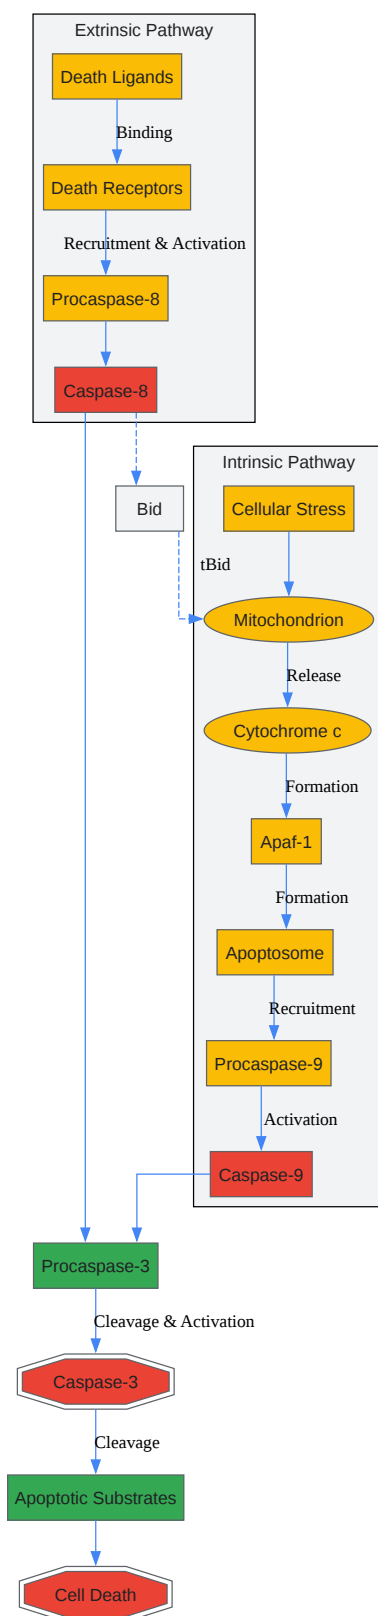 Extrinsic Pathway
Death Ligands
Binding
Death Receptors
Recruitment & Activation
Procaspase-8
Caspase-8
Intrinsic Pathway
Bid
Cellular Stress
tBid
Mitochondrion
Release
Cytochrome c
Formation
Apaf-1
Formation
Apoptosome
Recruitment
Procaspase-9
Activation
Caspase-9
Procaspase-3
Cleavage & Activation
Caspase-3
Cleavage
Apoptotic Substrates
Cell Death